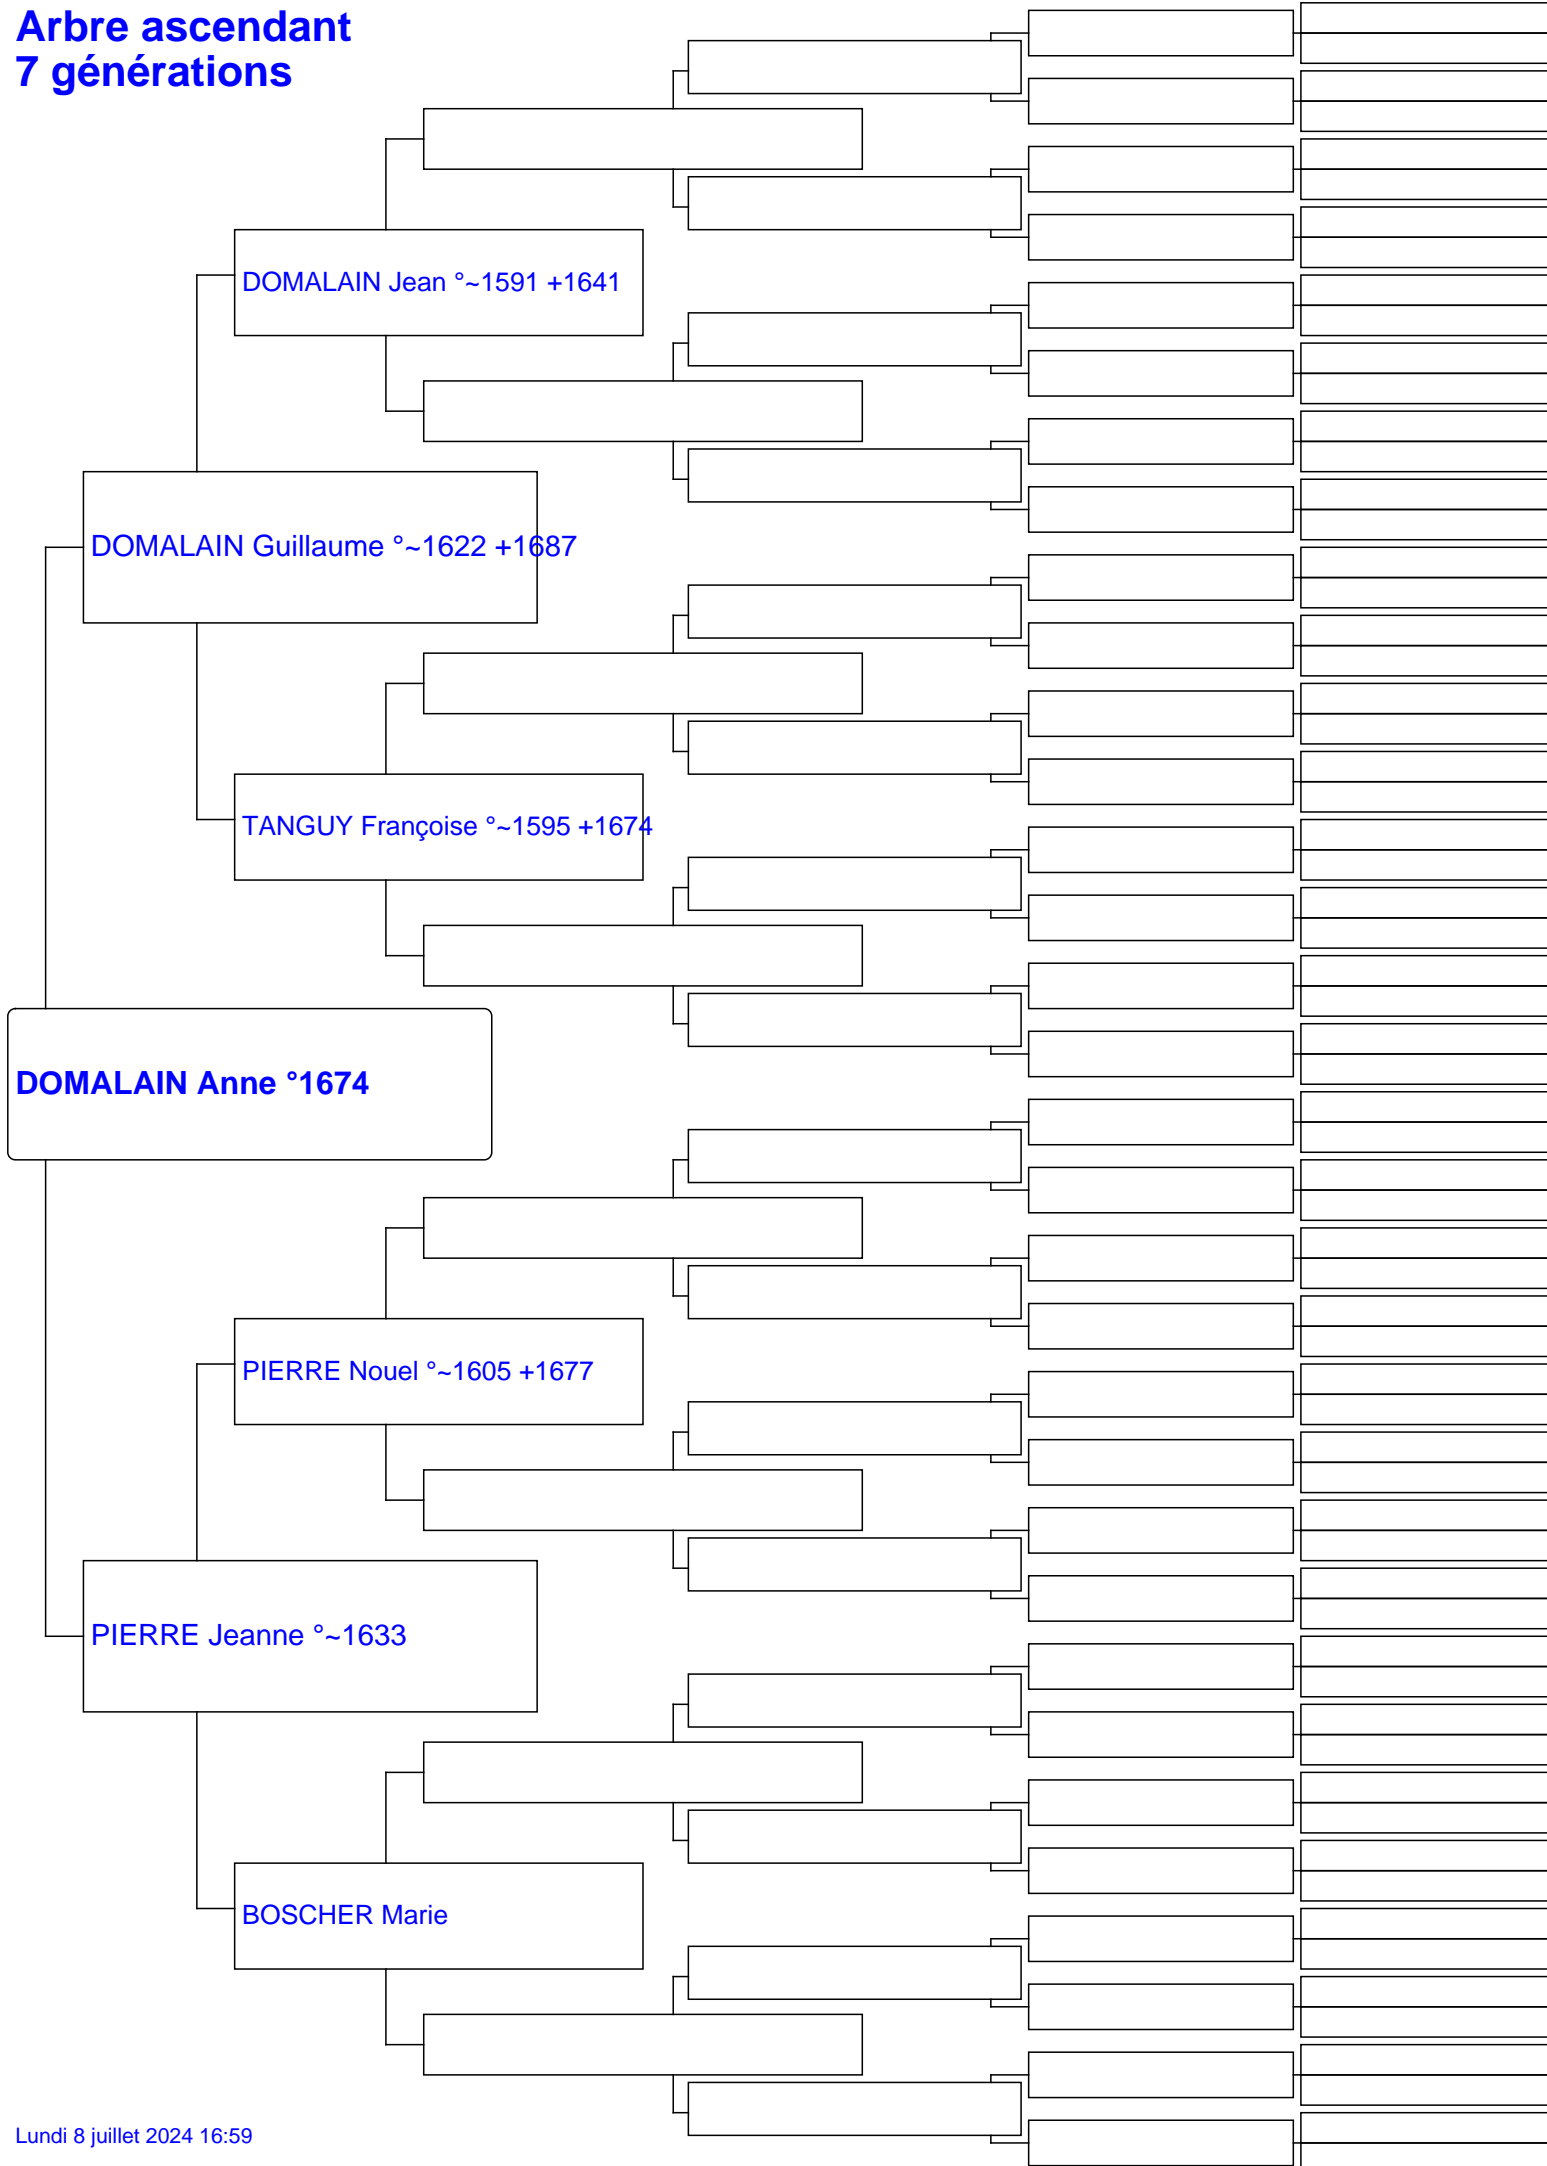 Arbre ascendant
7 générations
DOMALAIN Jean °~1591 +1641
DOMALAIN Guillaume °~1622 +1687
TANGUY Françoise °~1595 +1674
DOMALAIN Anne °1674
PIERRE Nouel °~1605 +1677
PIERRE Jeanne °~1633
BOSCHER Marie
Lundi 8 juillet 2024 16:59